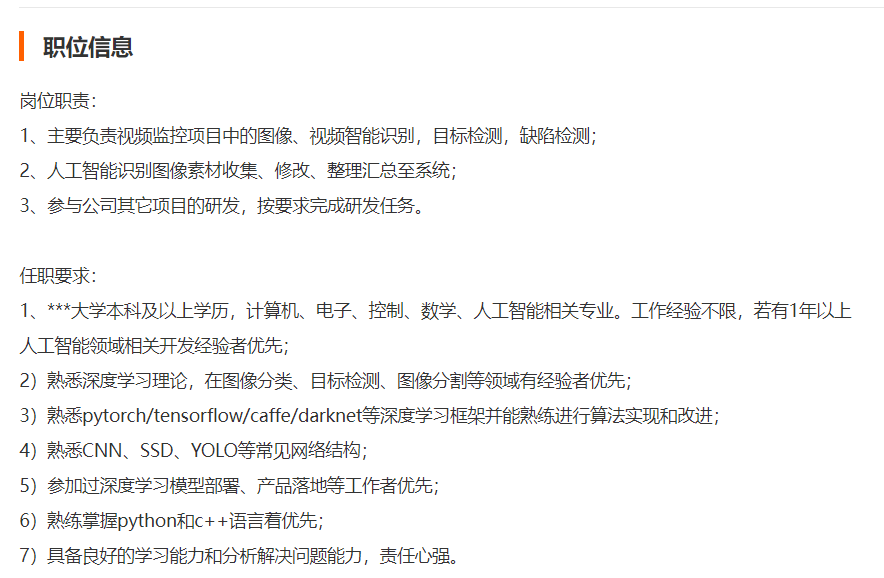 职位信息
岗位职责：
1、主要负责视频监控项目中的图像、视频智能识别，目标检测，缺陷检测；
2、人工智能识别图像素材收集、修改、整理汇总至系统；
3、参与公司其它项目的研发，按要求完成研发任务。
任职要求：
1、***大学本科及以上学历，计算机、电子、控制、数学、人工智能相关专业。工作经验不限，若有1年以上
人工智能领域相关开发经验者优先；
2）熟悉深度学习理论，在图像分类、目标检测、图像分割等领域有经验者优先；
3）熟悉pytorch/tensorflow/caffe/darknet等深度学习框架并能熟练进行算法实现和改进；
4）熟悉CNN、SSD、YOLO等常见网络结构；
5）参加过深度学习模型部署、产品落地等工作者优先；
6）熟练掌握python和c++语言着优先；
7）具备良好的学习能力和分析解决问题能力，责任心强。